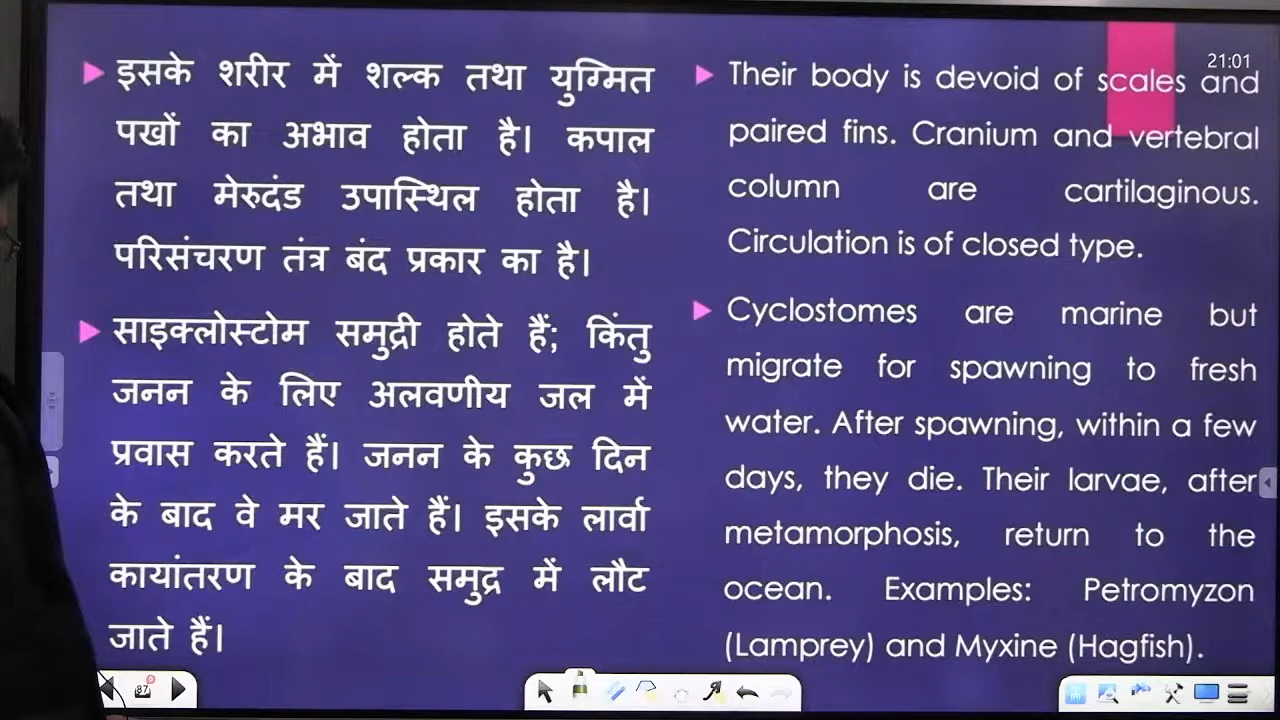 इसके शरीर में शल्क तथा युग्मित
पखों का अभाव होता है। कपाल
तथा मेरुदंड उपास्थिल होता है।
परिसंचरण तंत्र बंद प्रकार का है।
साइक्लोस्टोम समुद्री होते हैं; किंतु
जनन के लिए अलवणीय जल में
प्रवास करते हैं। जनन के कुछ दिन
के बाद वे मर जाते हैं। इसके लार्वा
कायांतरण के बाद समुद्र में लौट
जाते हैं।
21:01
Their body is devoid of scales and
paired fins. Cranium and vertebral
column are cartilaginous.
Circulation is of closed type.
Cyclostomes are marine but
migrate for spawning to fresh
water. After spawning, within a few
days, they die. Their larvae, after
metamorphosis, return to the
ocean. Examples: Petromyzon
(Lamprey) and Myxine (Hagfish).
87